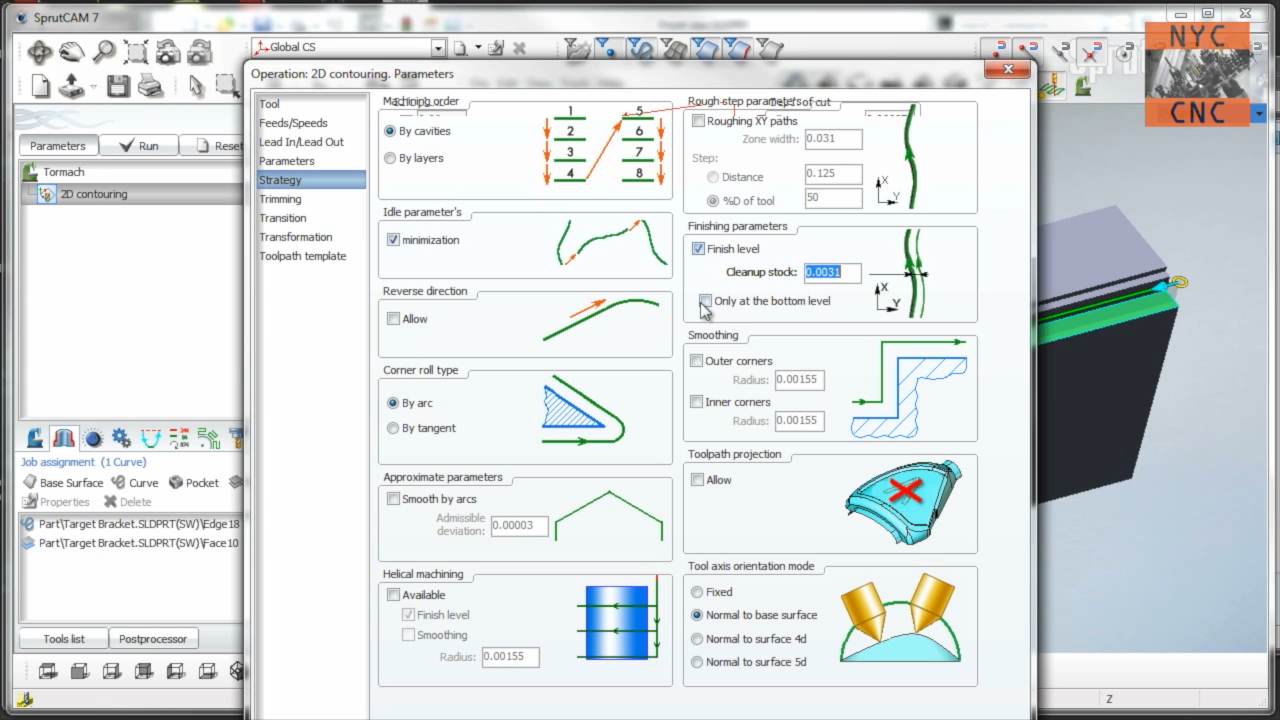 SprutCAM 7
NYC
CNC
Global CS
Operation: 2D contouring. Parameters
Parameters
Run
Reset
Tormach
2D contouring
Job assignment (1 Curve)
Base Surface
Curve
Pocket
Properties
Delete
Part\Target Bracket.SLDPRT(SW)\Edge18
Part\Target Bracket.SLDPRT(SW)\Face10
Tools list
Postprocessor
Tool
Feeds/Speeds
Lead In/Lead Out
Parameters
Strategy
Trimming
Transition
Transformation
Toolpath template
Machining order
By cavities
By layers
1
2
3
4
5
6
7
8
Idle parameter's
minimization
Reverse direction
Allow
Corner roll type
By arc
By tangent
Approximate parameters
Smooth by arcs
Admissible
deviation:
0.00003
Helical machining
Available
Finish level
Smoothing
Radius:
0.00155
Rough step parameters
of cut
Roughing XY paths
Zone width:
0.031
Step:
Distance
0.125
%D of tool
50
X
Y
Finishing parameters
Finish level
Cleanup stock:
0.0031
Only at the bottom level
X
Y
Smoothing
Outer corners
Radius:
0.00155
Inner corners
Radius:
0.00155
Toolpath projection
Allow
Tool axis orientation mode
Fixed
Normal to base surface
Normal to surface 4d
Normal to surface 5d
Z